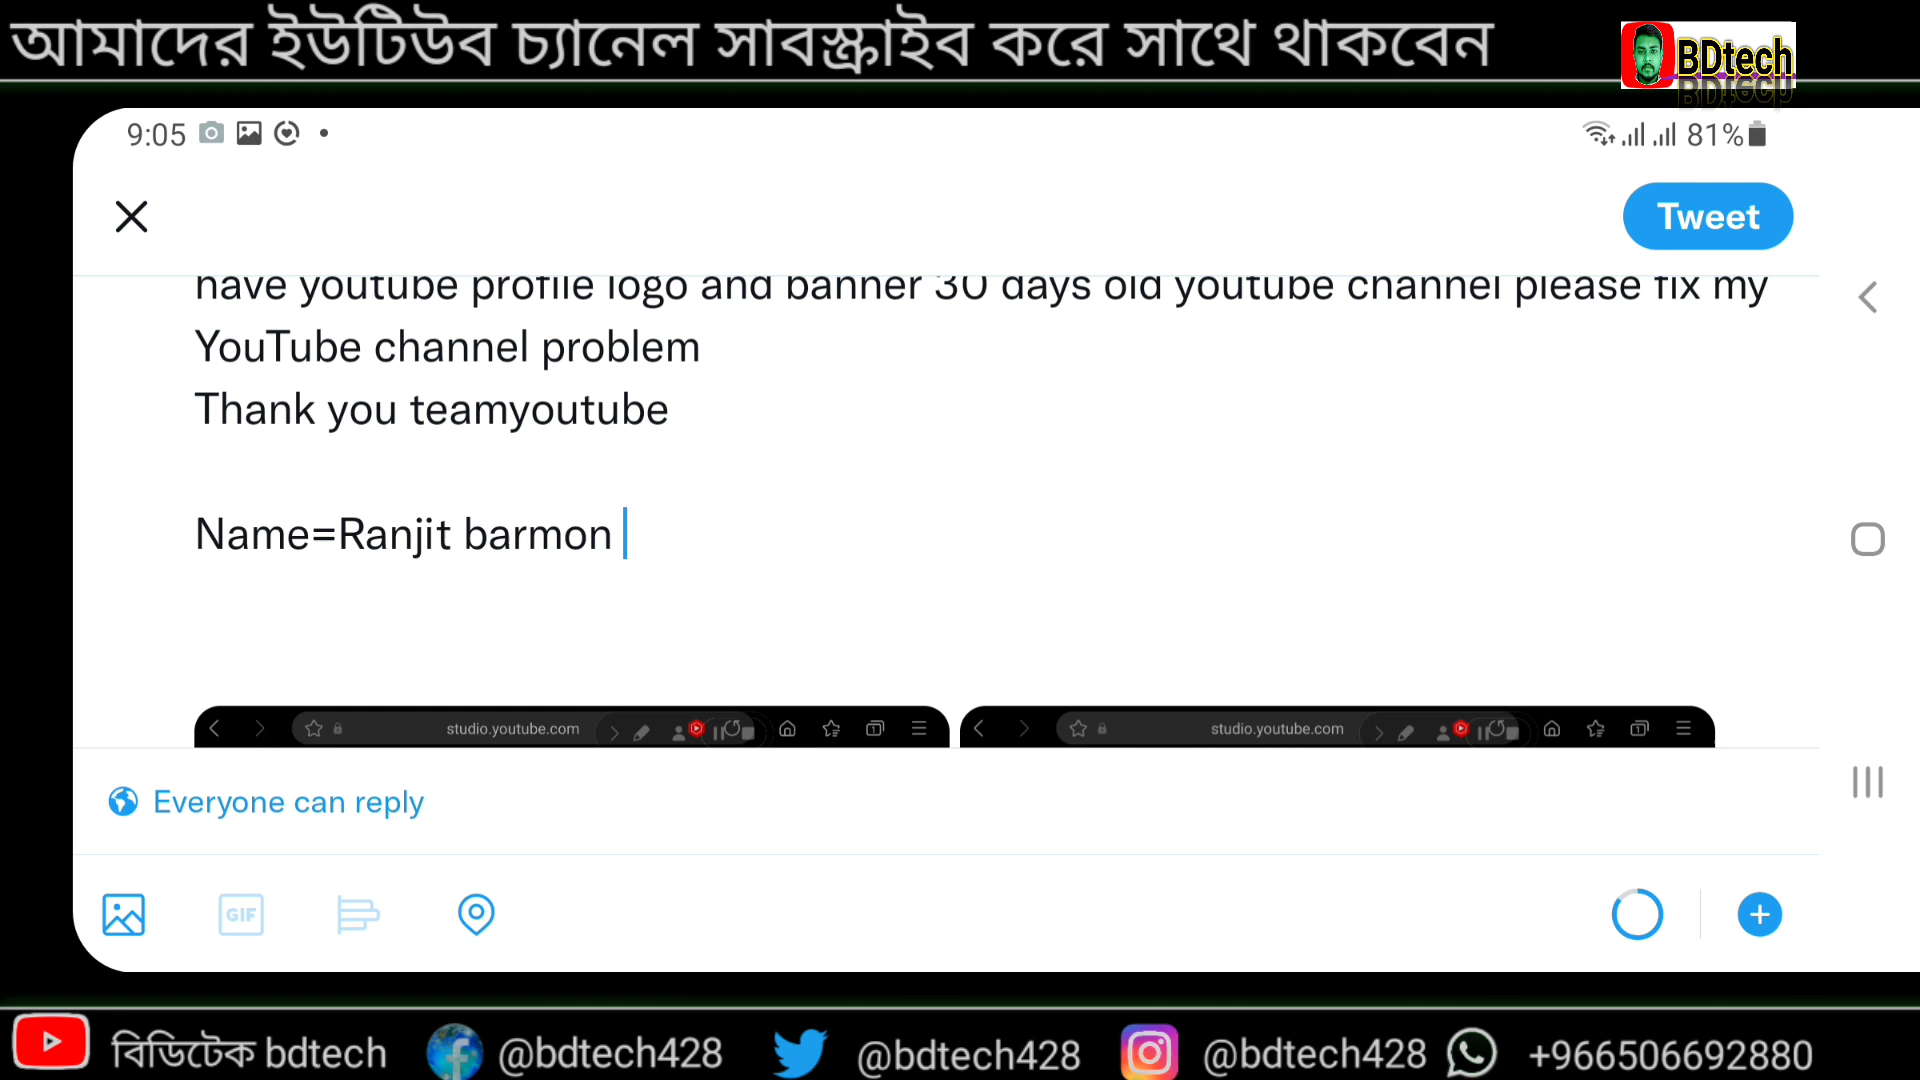 আমাদের ইউটিউব চ্যানেল সাবস্ক্রাইব করে সাথে থাকবেন
BDtech
9:05
81%
Tweet
have youtube profile logo and banner 30 days old youtube channel please fix my
YouTube channel problem
Thank you teamyoutube
Name=Ranjit barmon
studio.youtube.com
studio.youtube.com
Everyone can reply
GIF
বিডিটেক bdtech @bdtech428 @bdtech428 @bdtech428 +966506692880